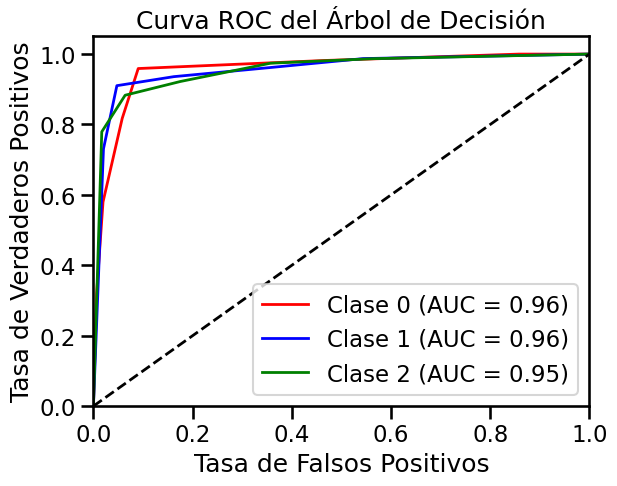 Curva ROC del Árbol de Decisión
Tasa de Verdaderos Positivos
1.0
0.8
0.6
0.4
0.2
0.0
Clase 0 (AUC = 0.96)
Clase 1 (AUC = 0.96)
Clase 2 (AUC = 0.95)
0.0 0.2 0.4 0.6 0.8 1.0
Tasa de Falsos Positivos